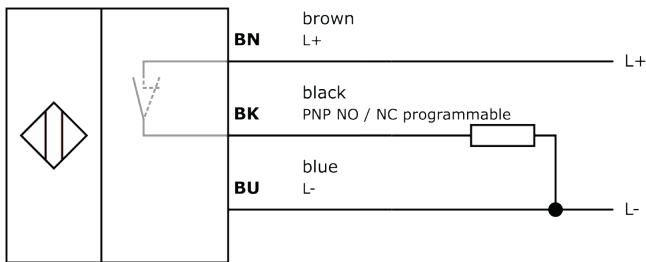 brown
BN L+
L+
black
BK PNP NO / NC programmable
blue
BU L-
L-